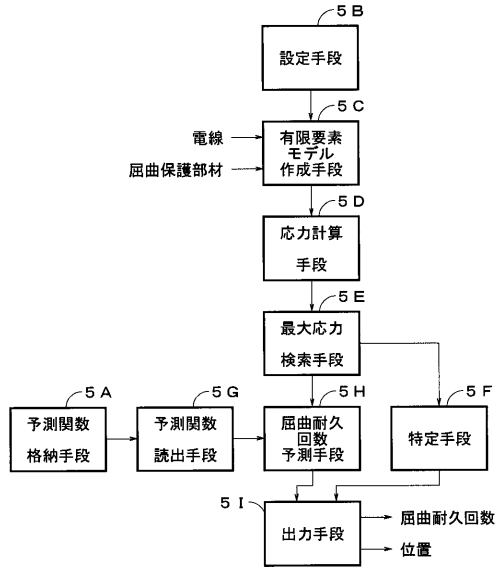 5B
設定手段
5C
電線
屈曲保護部材
有限要素
モデル
作成手段
5D
応力計算
手段
5E
最大応力
検索手段
5A
予測関数
格納手段
5G
予測関数
読出手段
5H
屈曲耐久
回数
予測手段
5F
特定手段
5I
出力手段
屈曲耐久回数
位置